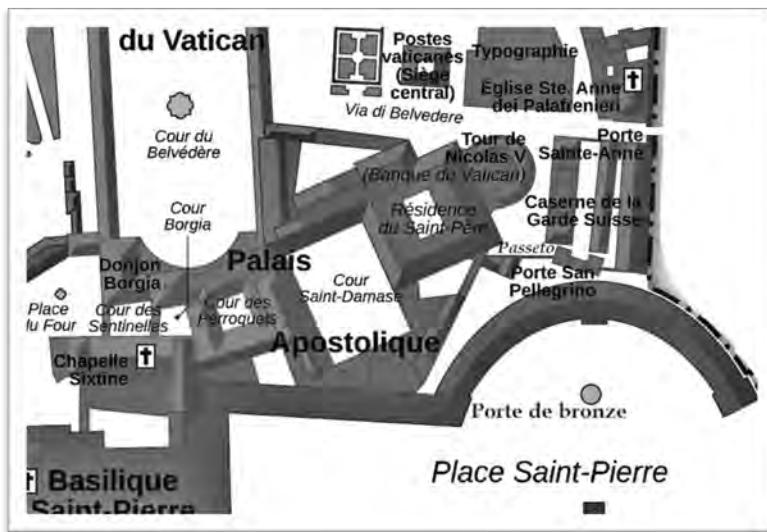 du Vatican
Postes
vaticanes
(Siège
central)
Typographie
Église Ste. Anne
dei Palafrenieri
Via di Belvedere
Cour du
Belvédère
Tour de
Nicolas V
(Banque du Vatican)
Porte
Sainte-Anne
Cour
Borgia
Résidence
du Saint-Père
Caserne de la
Garde Suisse
Passeto
Donjon
Borgia
Palais
Cour
Saint-Damase
Porte San
Pellegrino
Place
du Four
Cour des
Sentinelles
Cour des
Perroquets
Apostolique
Chapelle
Sixtine
Porte de bronze
Basilique
Saint-Pierre
Place Saint-Pierre